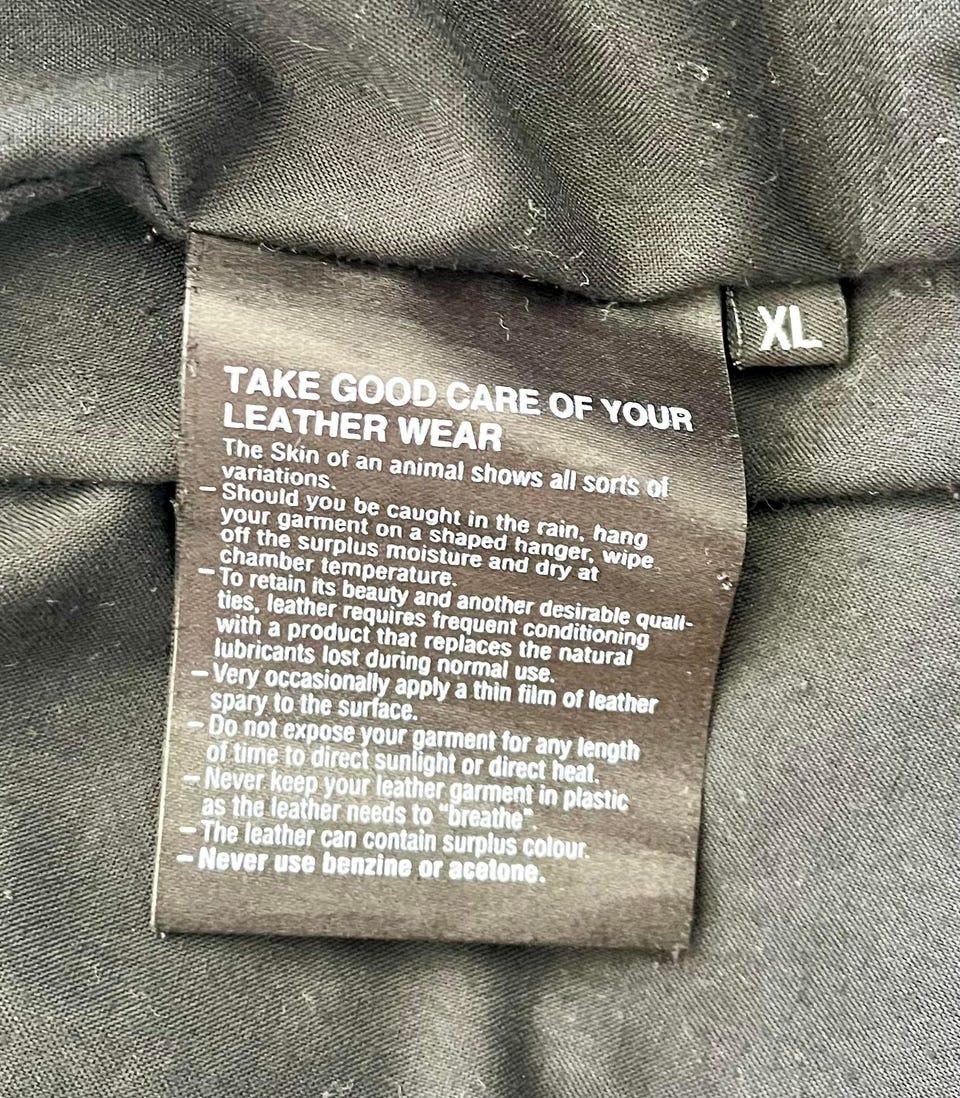 XL
TAKE GOOD CARE OF YOUR
LEATHER WEAR
The Skin of an animal shows all sorts of
variations.
– Should you be caught in the rain, hang
your garment on a shaped hanger, wipe
off the surplus moisture and dry at
chamber temperature.
– To retain its beauty and another desirable quali-
ties, leather requires frequent conditioning
with a product that replaces the natural
lubricants lost during normal use.
– Very occasionally apply a thin film of leather
spary to the surface.
– Do not expose your garment for any length
of time to direct sunlight or direct heat.
– Never keep your leather garment in plastic
as the leather needs to "breathe".
– The leather can contain surplus colour.
– Never use benzine or acetone.